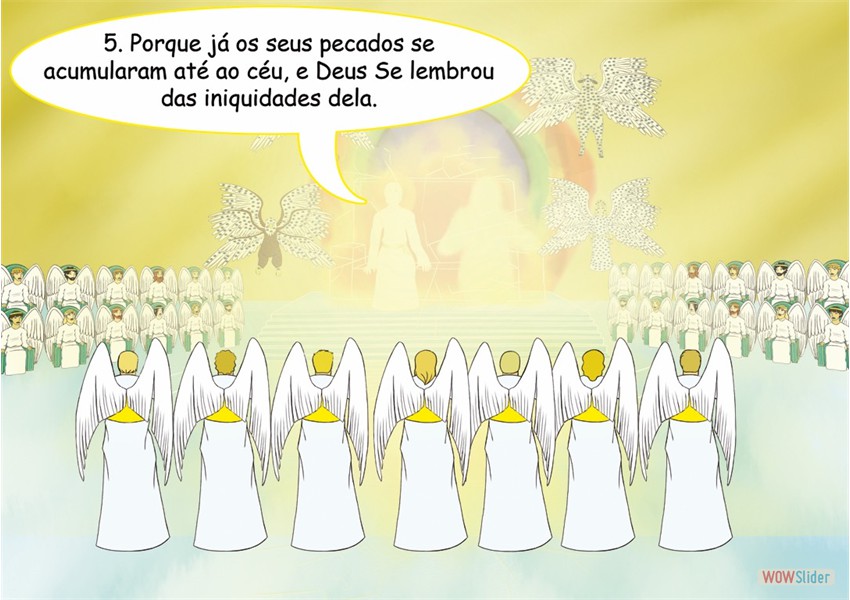 5. Porque já os seus pecados se
acumularam até ao céu, e Deus Se lembrou
das iniquidades dela.
WOWSlider